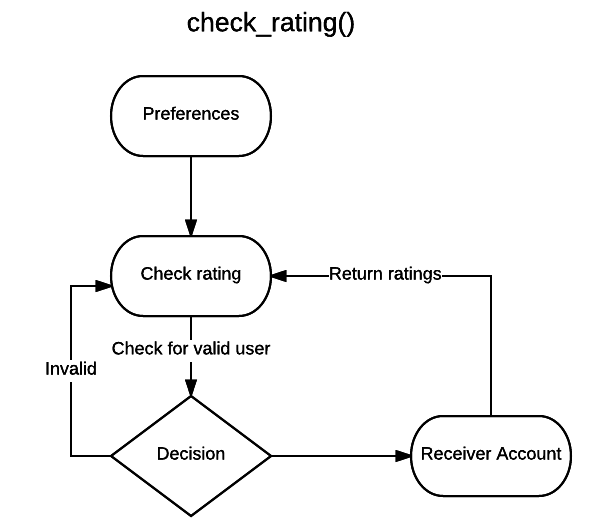 check_rating()
Preferences
Check rating
Return ratings
Check for valid user
Invalid
Decision
Receiver Account